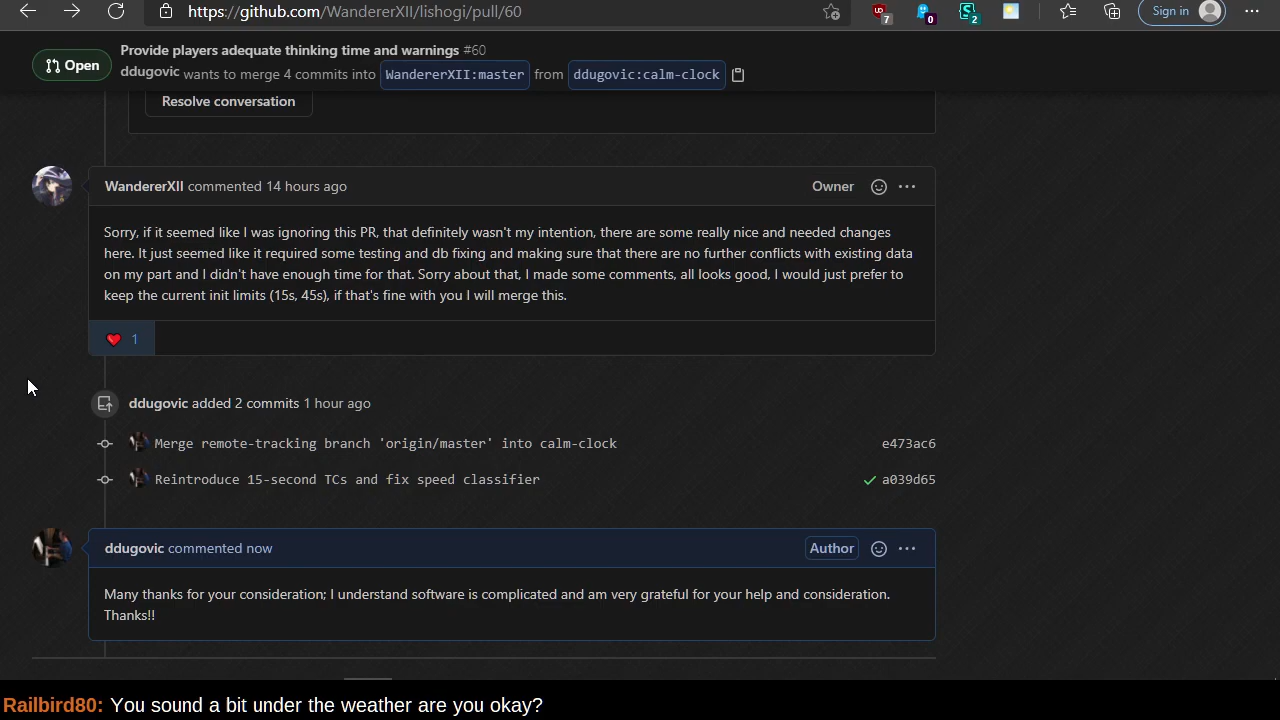 https://github.com/WandererXII/lishogi/pull/60
7
0
2
Sign in
Open
Provide players adequate thinking time and warnings #60
ddugovic wants to merge 4 commits into WandererXII:master from ddugovic:calm-clock
Resolve conversation
WandererXII commented 14 hours ago
Owner
Sorry, if it seemed like I was ignoring this PR, that definitely wasn't my intention, there are some really nice and needed changes
here. It just seemed like it required some testing and db fixing and making sure that there are no further conflicts with existing data
on my part and I didn't have enough time for that. Sorry about that, I made some comments, all looks good, I would just prefer to
keep the current init limits (15s, 45s), if that's fine with you I will merge this.
1
ddugovic added 2 commits 1 hour ago
Merge remote-tracking branch 'origin/master' into calm-clock e473ac6
Reintroduce 15-second TCs and fix speed classifier a039d65
ddugovic commented now
Author
Many thanks for your consideration; I understand software is complicated and am very grateful for your help and consideration.
Thanks!!
Railbird80: You sound a bit under the weather are you okay?